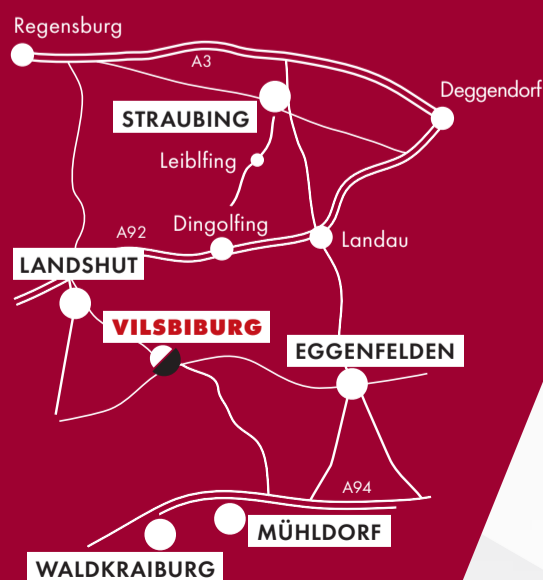 Regensburg
A3
Deggendorf
STRAUBING
Leiblfing
Dingolfing
A92
Landau
LANDSHUT
VILSBIBURG
EGGENFELDEN
A94
MÜHLDORF
WALDKRAIBURG